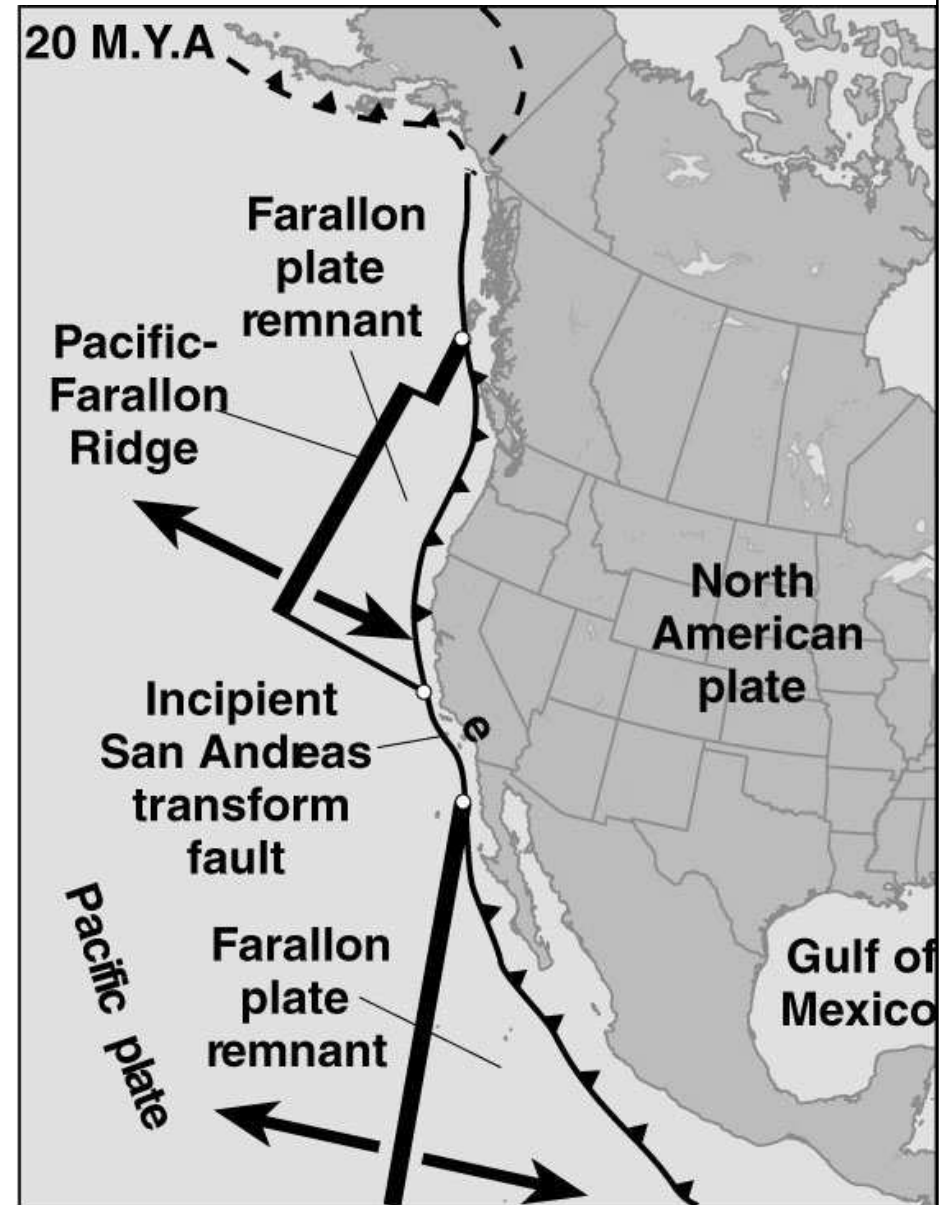 20 M.Y.A
Farallon
plate
remnant
Pacific-
Farallon
Ridge
North
American
plate
Incipient
San Andreas
transform
fault
e
Pacific plate
Farallon
plate
remnant
Gulf of
Mexico